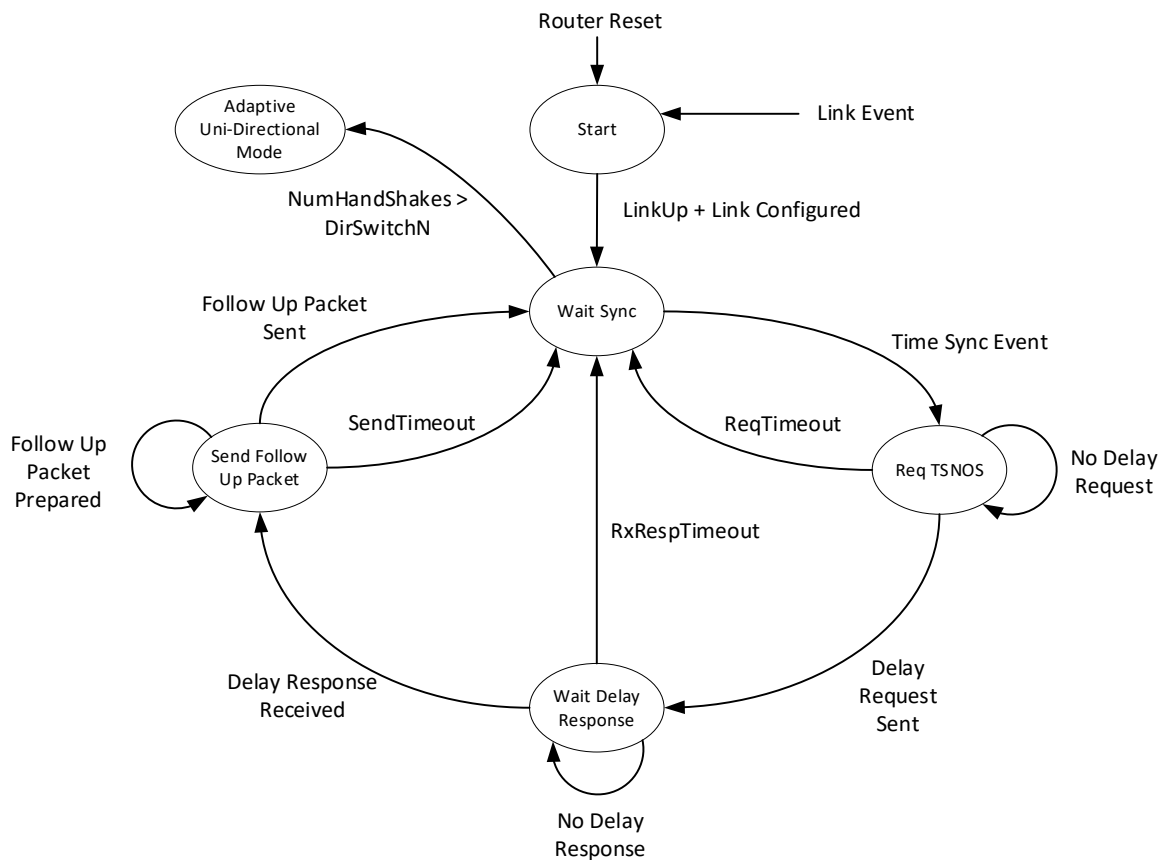 Router Reset
Adaptive
Uni-Directional
Mode
Start
Link Event
NumHandShakes >
DirSwitchN
LinkUp + Link Configured
Follow Up Packet
Sent
Wait Sync
Time Sync Event
SendTimeout
ReqTimeout
Follow Up
Packet
Prepared
Send Follow
Up Packet
Req TSNOS
No Delay
Request
RxRespTimeout
Delay Response
Received
Wait Delay
Response
Delay
Request
Sent
No Delay
Response